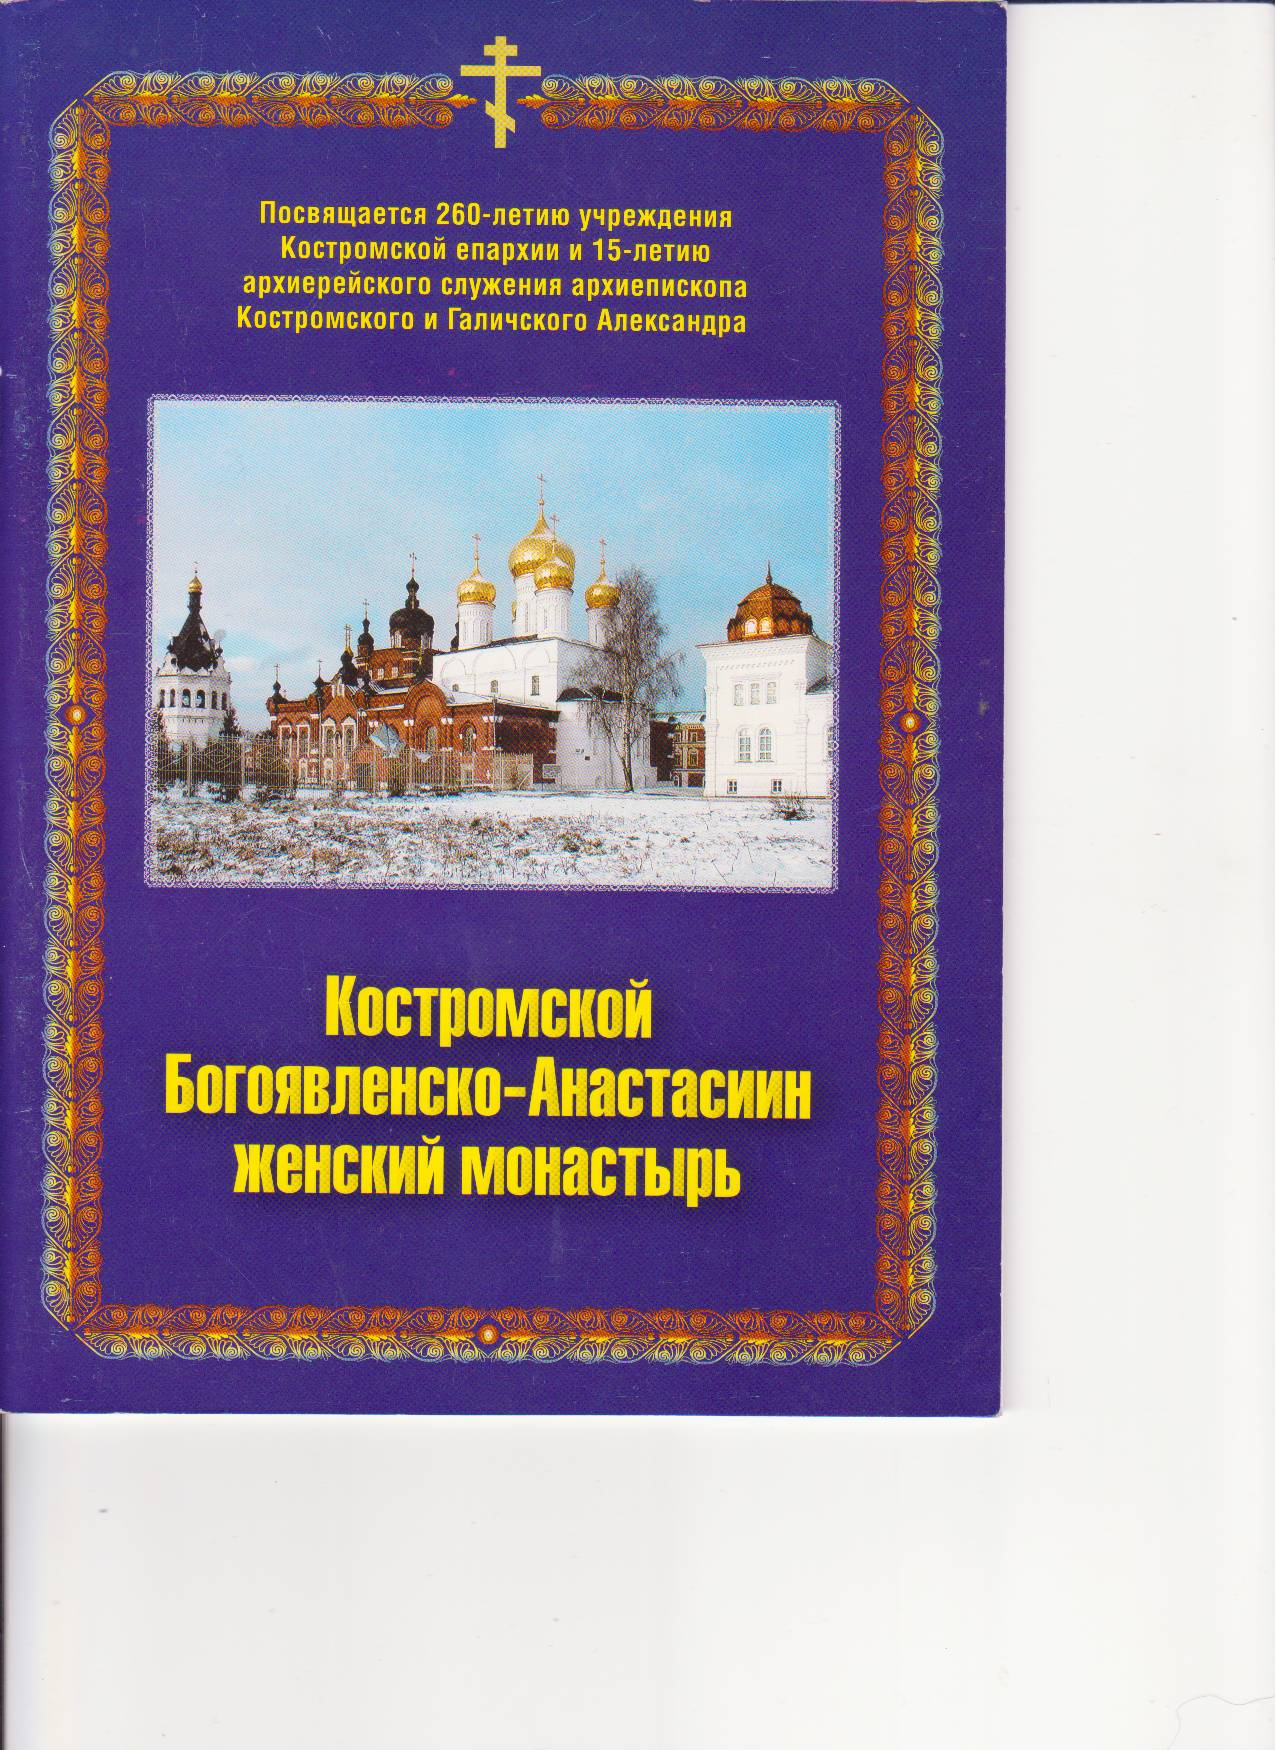 Посвящается 260-летию учреждения
Костромской епархии и 15-летию
архиерейского служения архиепископа
Костромского и Галичского Александра
Костромской
Богоявленско-Анастасиин
женский монастырь